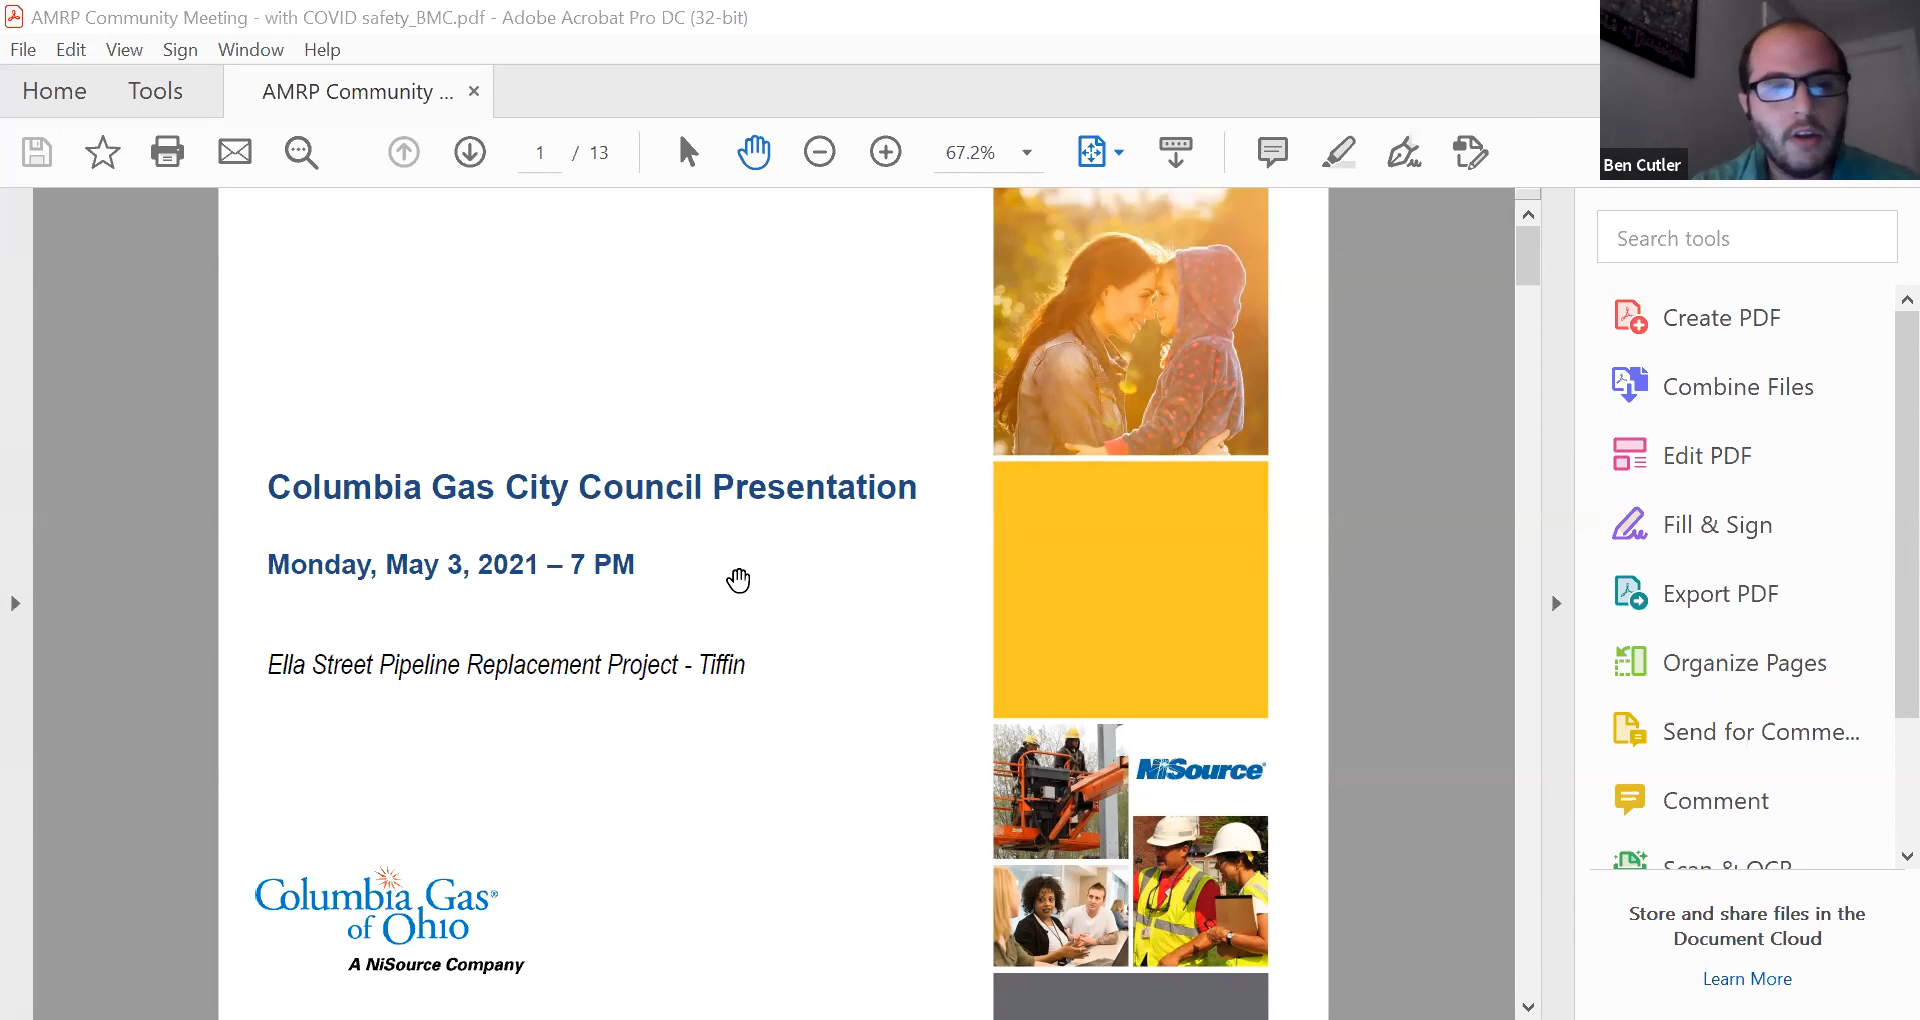 AMRP Community Meeting - with COVID safety_BMC.pdf - Adobe Acrobat Pro DC (32-bit)
File Edit View Sign Window Help
Home Tools AMRP Community ... ×
1 / 13 67.2%
Ben Cutler
Search tools
Create PDF
Combine Files
Edit PDF
Fill & Sign
Export PDF
Organize Pages
Send for Comme...
Comment
Scan & OCR
Store and share files in the
Document Cloud
Learn More
Columbia Gas City Council Presentation
Monday, May 3, 2021 – 7 PM
Ella Street Pipeline Replacement Project - Tiffin
NiSource®
Columbia Gas®
of Ohio
A NiSource Company